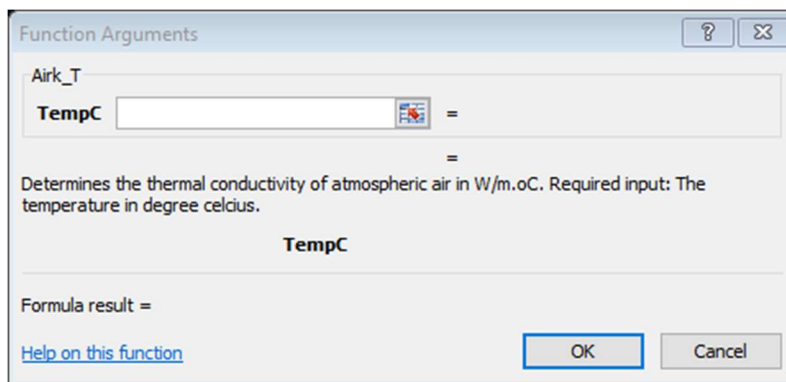 Function Arguments
Airk_T
TempC =
=
Determines the thermal conductivity of atmospheric air in W/m.oC. Required input: The
temperature in degree celcius.
TempC
Formula result =
Help on this function OK Cancel